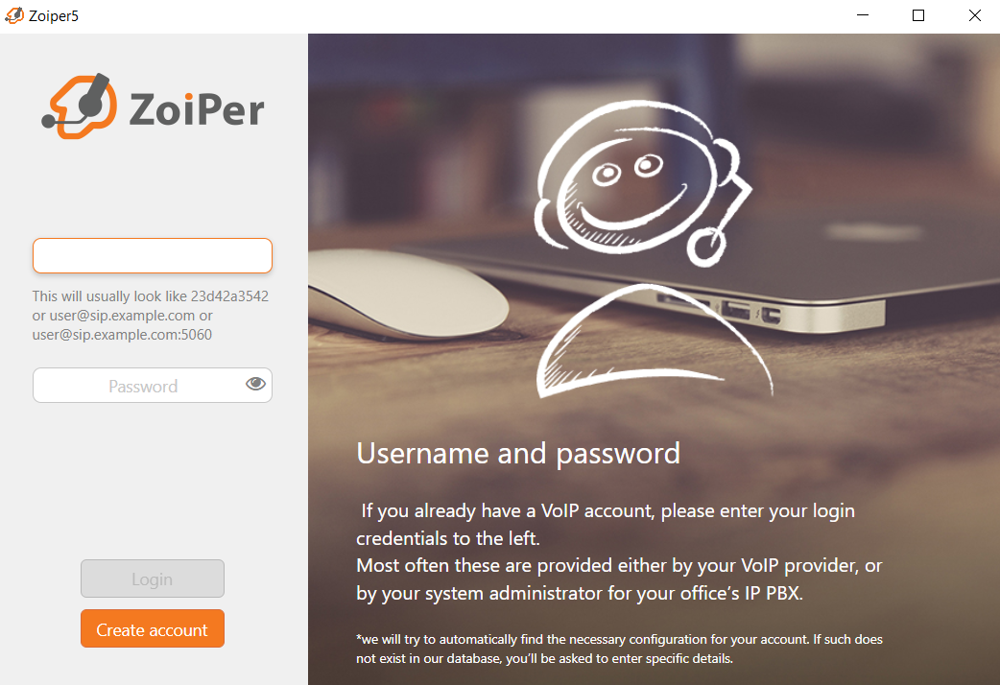 Zoiper5
ZoiPer
This will usually look like 23d42a3542
or user@sip.example.com or
user@sip.example.com:5060
Password
Login
Create account
Username and password
If you already have a VoIP account, please enter your login
credentials to the left.
Most often these are provided either by your VoIP provider, or
by your system administrator for your office’s IP PBX.
*we will try to automatically find the necessary configuration for your account. If such does
not exist in our database, you’ll be asked to enter specific details.